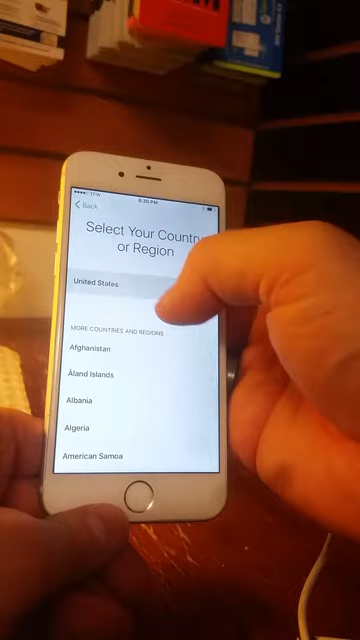 TFW
8:30 PM
Back
Select Your Country
or Region
United States
MORE COUNTRIES AND REGIONS
Afghanistan
Åland Islands
Albania
Algeria
American Samoa